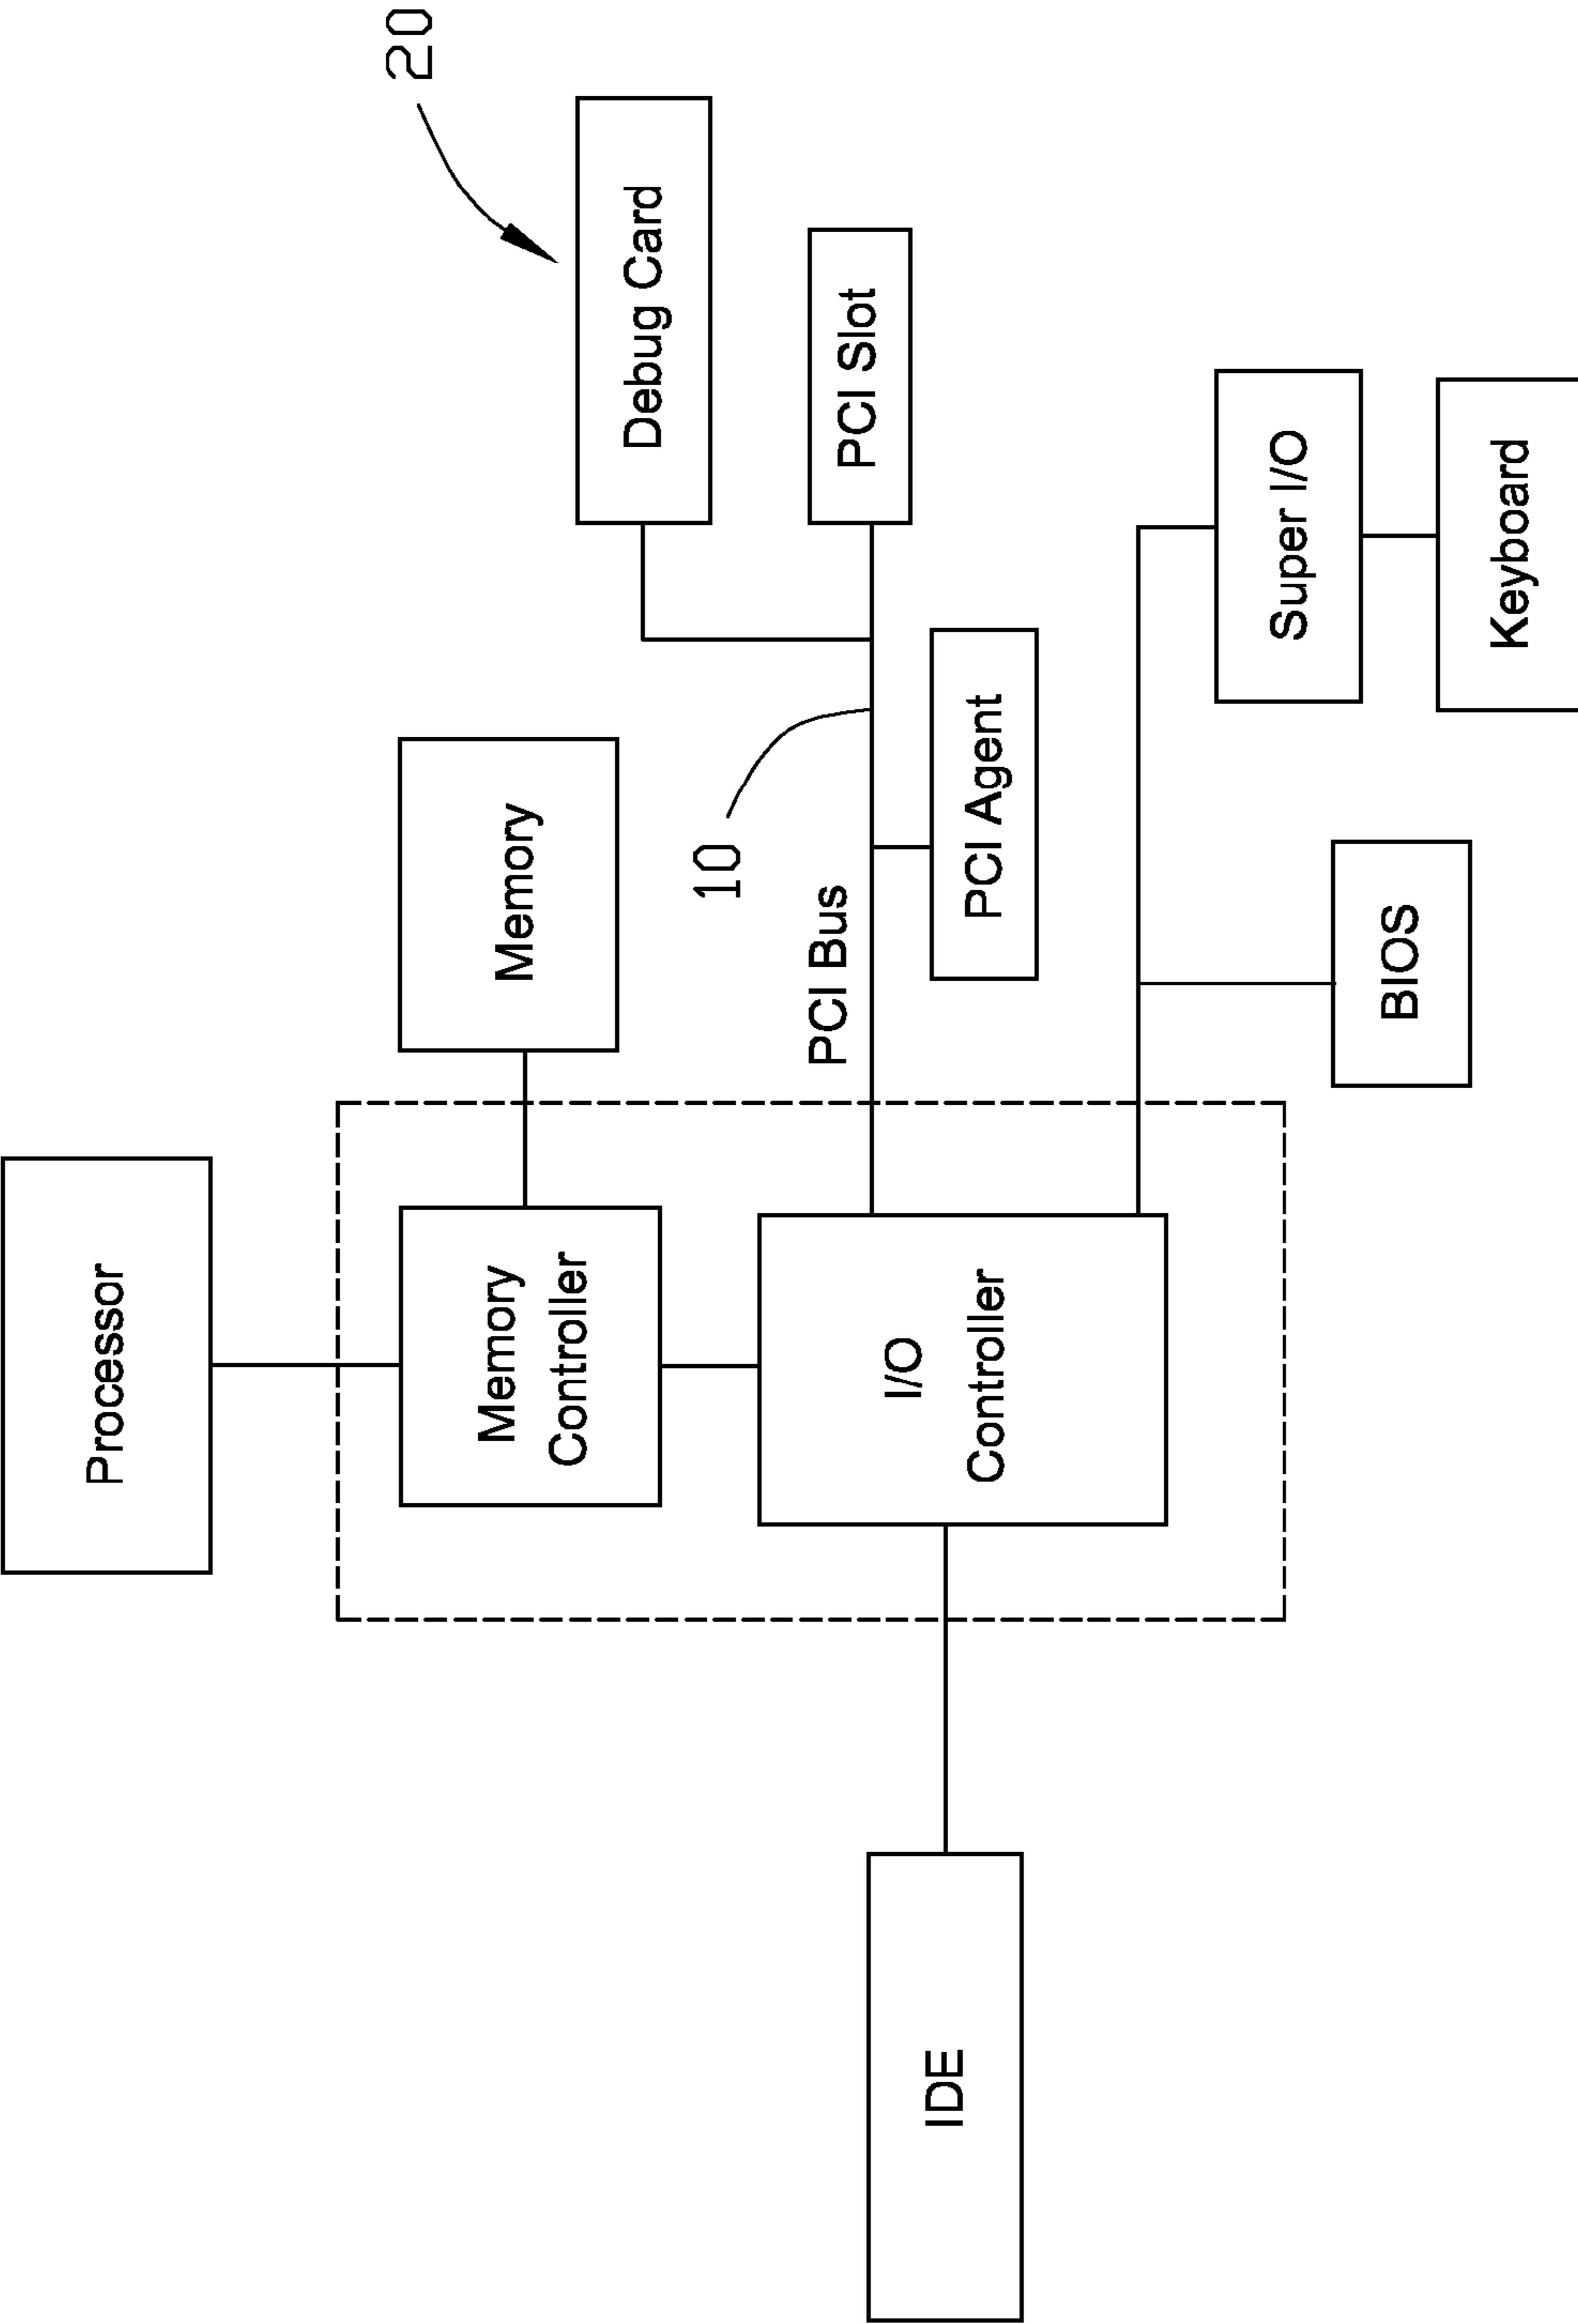 20
Processor
Debug Card
Memory
Memory
Controller
10
PCI Bus
PCI Slot
PCI Agent
IDE
I/O
Controller
Super I/O
BIOS
Keyboard